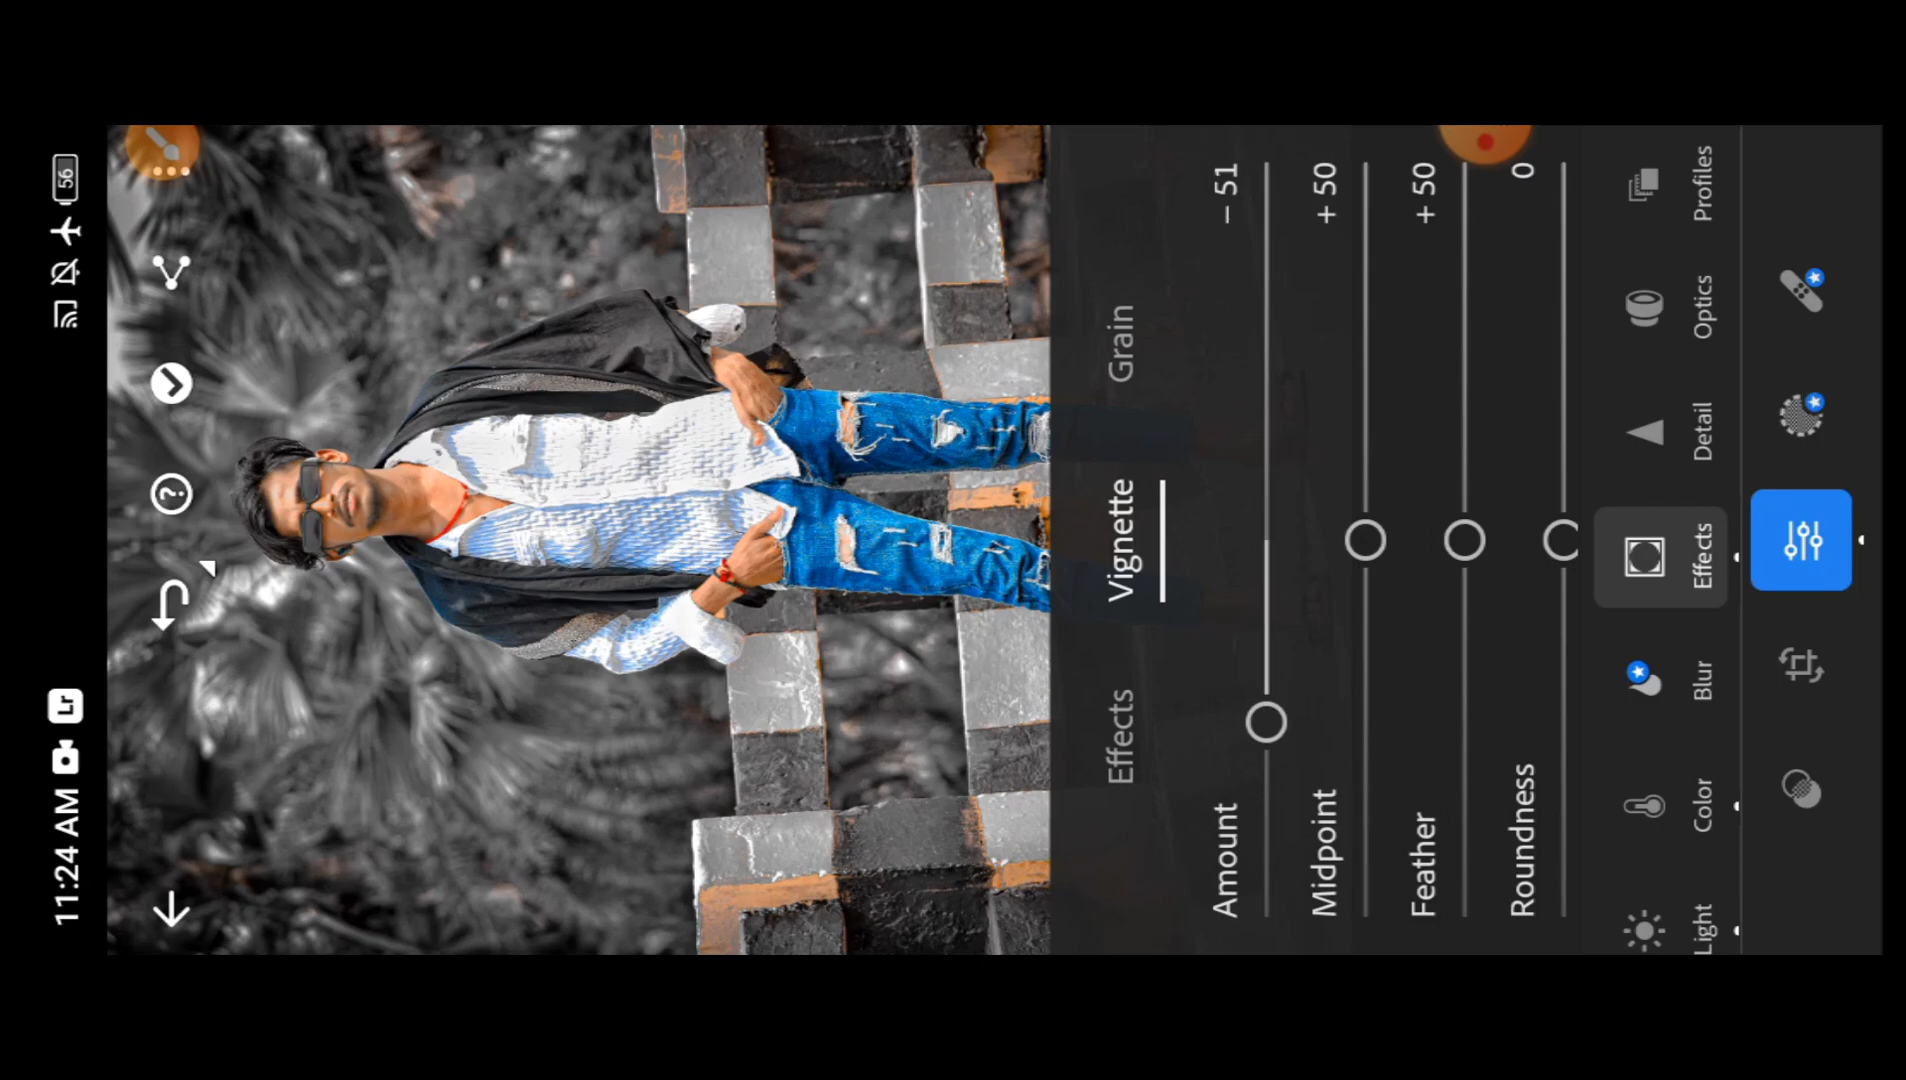 11:24 AM Lr 56
Effects Vignette Grain
Amount − 51
Midpoint + 50
Feather + 50
Roundness 0
Light Color Blur Effects Detail Optics Profiles